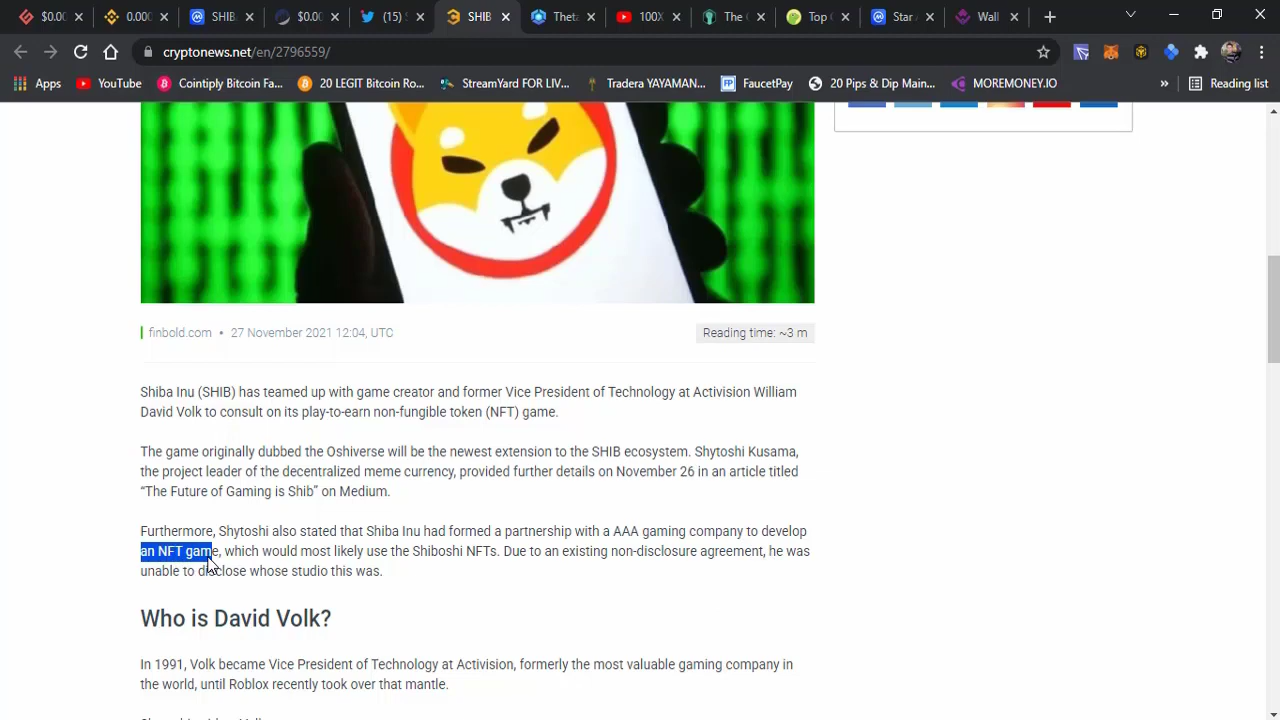 $0.00
0.000
SHIB
$0.00
(15) S
SHIB
Theta
100X
The C
Top C
Star A
Wall
cryptonews.net/en/2796559/
Apps
YouTube
Cointiply Bitcoin Fa...
20 LEGIT Bitcoin Ro...
StreamYard FOR LIV...
Tradera YAYAMAN...
FaucetPay
20 Pips & Dip Main...
MOREMONEY.IO
»
Reading list
finbold.com • 27 November 2021 12:04, UTC
Reading time: ~3 m
Shiba Inu (SHIB) has teamed up with game creator and former Vice President of Technology at Activision William
David Volk to consult on its play-to-earn non-fungible token (NFT) game.
The game originally dubbed the Oshiverse will be the newest extension to the SHIB ecosystem. Shytoshi Kusama,
the project leader of the decentralized meme currency, provided further details on November 26 in an article titled
“The Future of Gaming is Shib” on Medium.
Furthermore, Shytoshi also stated that Shiba Inu had formed a partnership with a AAA gaming company to develop
an NFT game, which would most likely use the Shiboshi NFTs. Due to an existing non-disclosure agreement, he was
unable to disclose whose studio this was.
Who is David Volk?
In 1991, Volk became Vice President of Technology at Activision, formerly the most valuable gaming company in
the world, until Roblox recently took over that mantle.